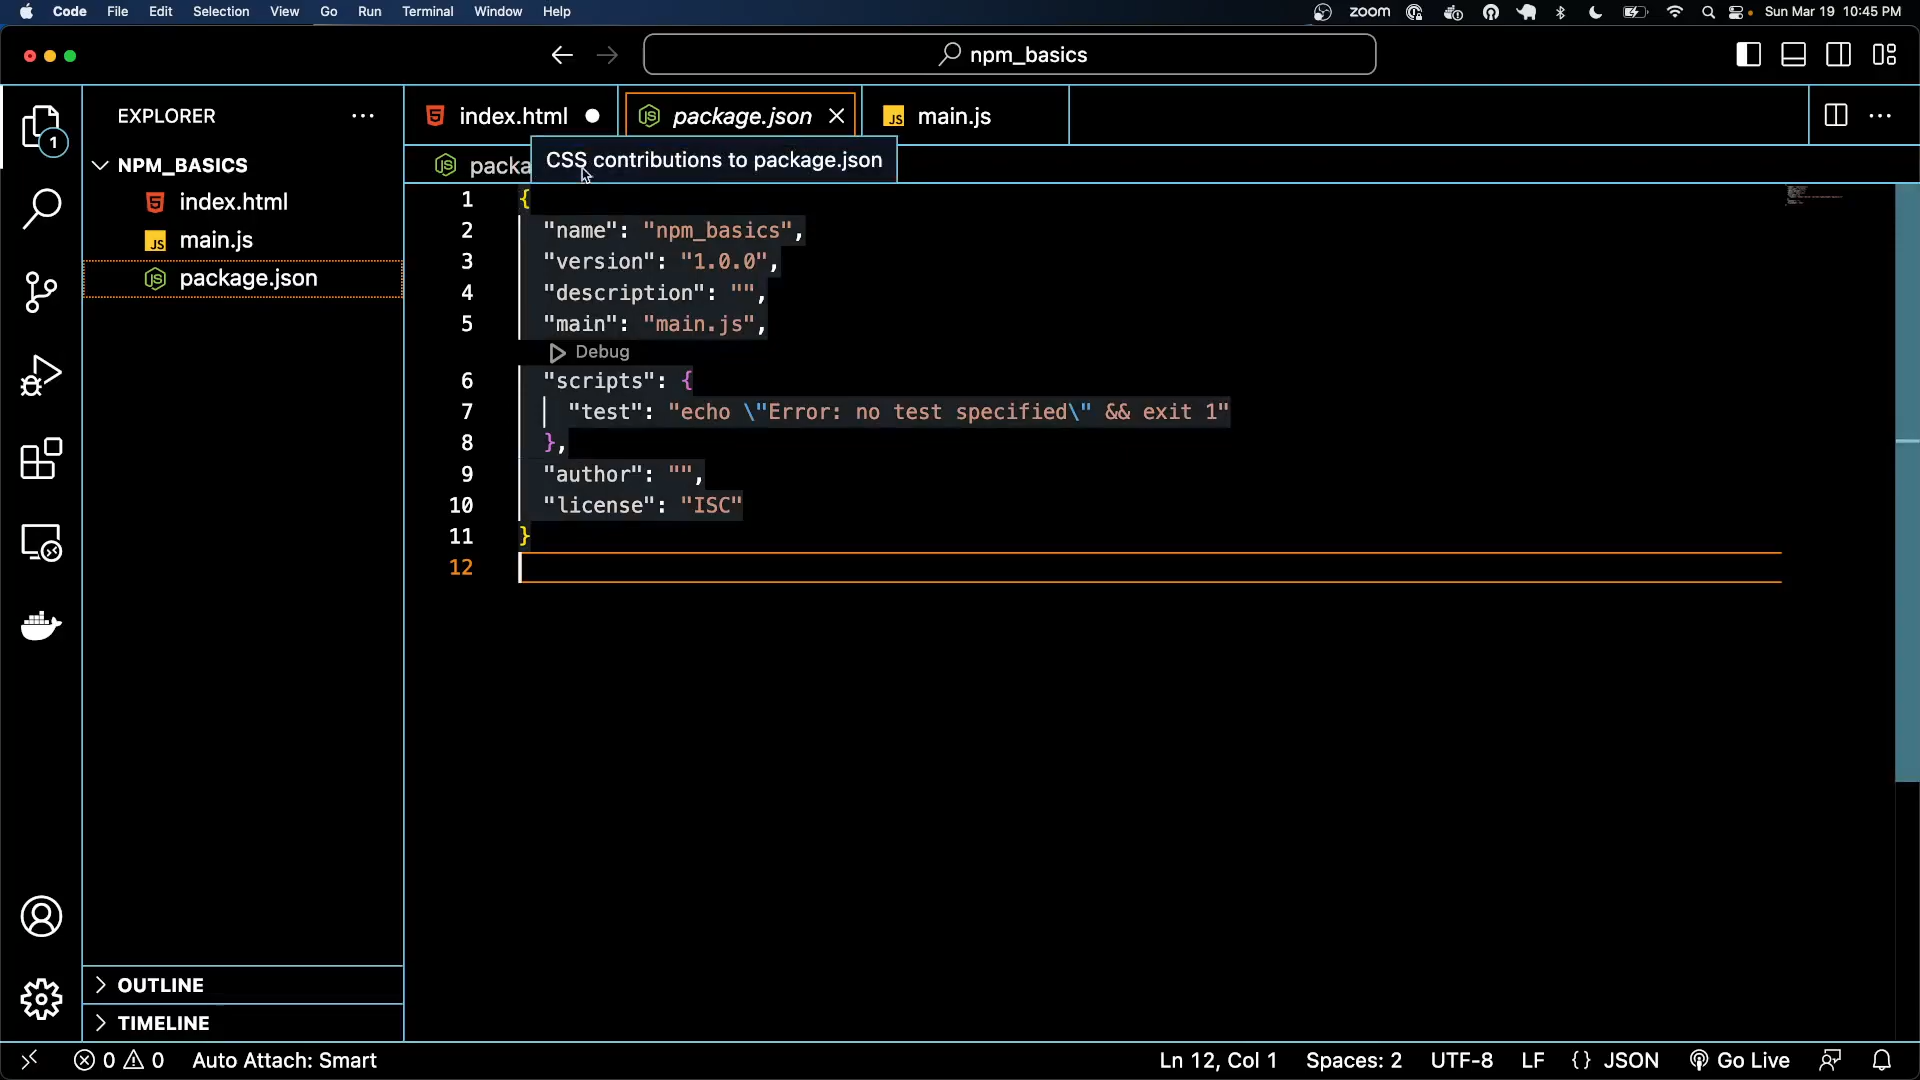 Code File Edit Selection View Go Run Terminal Window Help zoom Sun Mar 19 10:45 PM
npm_basics
EXPLORER
1
NPM_BASICS
index.html
main.js
package.json
OUTLINE
TIMELINE
index.html package.json main.js
packa
CSS contributions to package.json
1 {
2 "name": "npm_basics",
3 "version": "1.0.0",
4 "description": "",
5 "main": "main.js",
Debug
6 "scripts": {
7 "test": "echo \"Error: no test specified\" && exit 1"
8 },
9 "author": "",
10 "license": "ISC"
11 }
12
0 0 Auto Attach: Smart Ln 12, Col 1 Spaces: 2 UTF-8 LF {} JSON Go Live